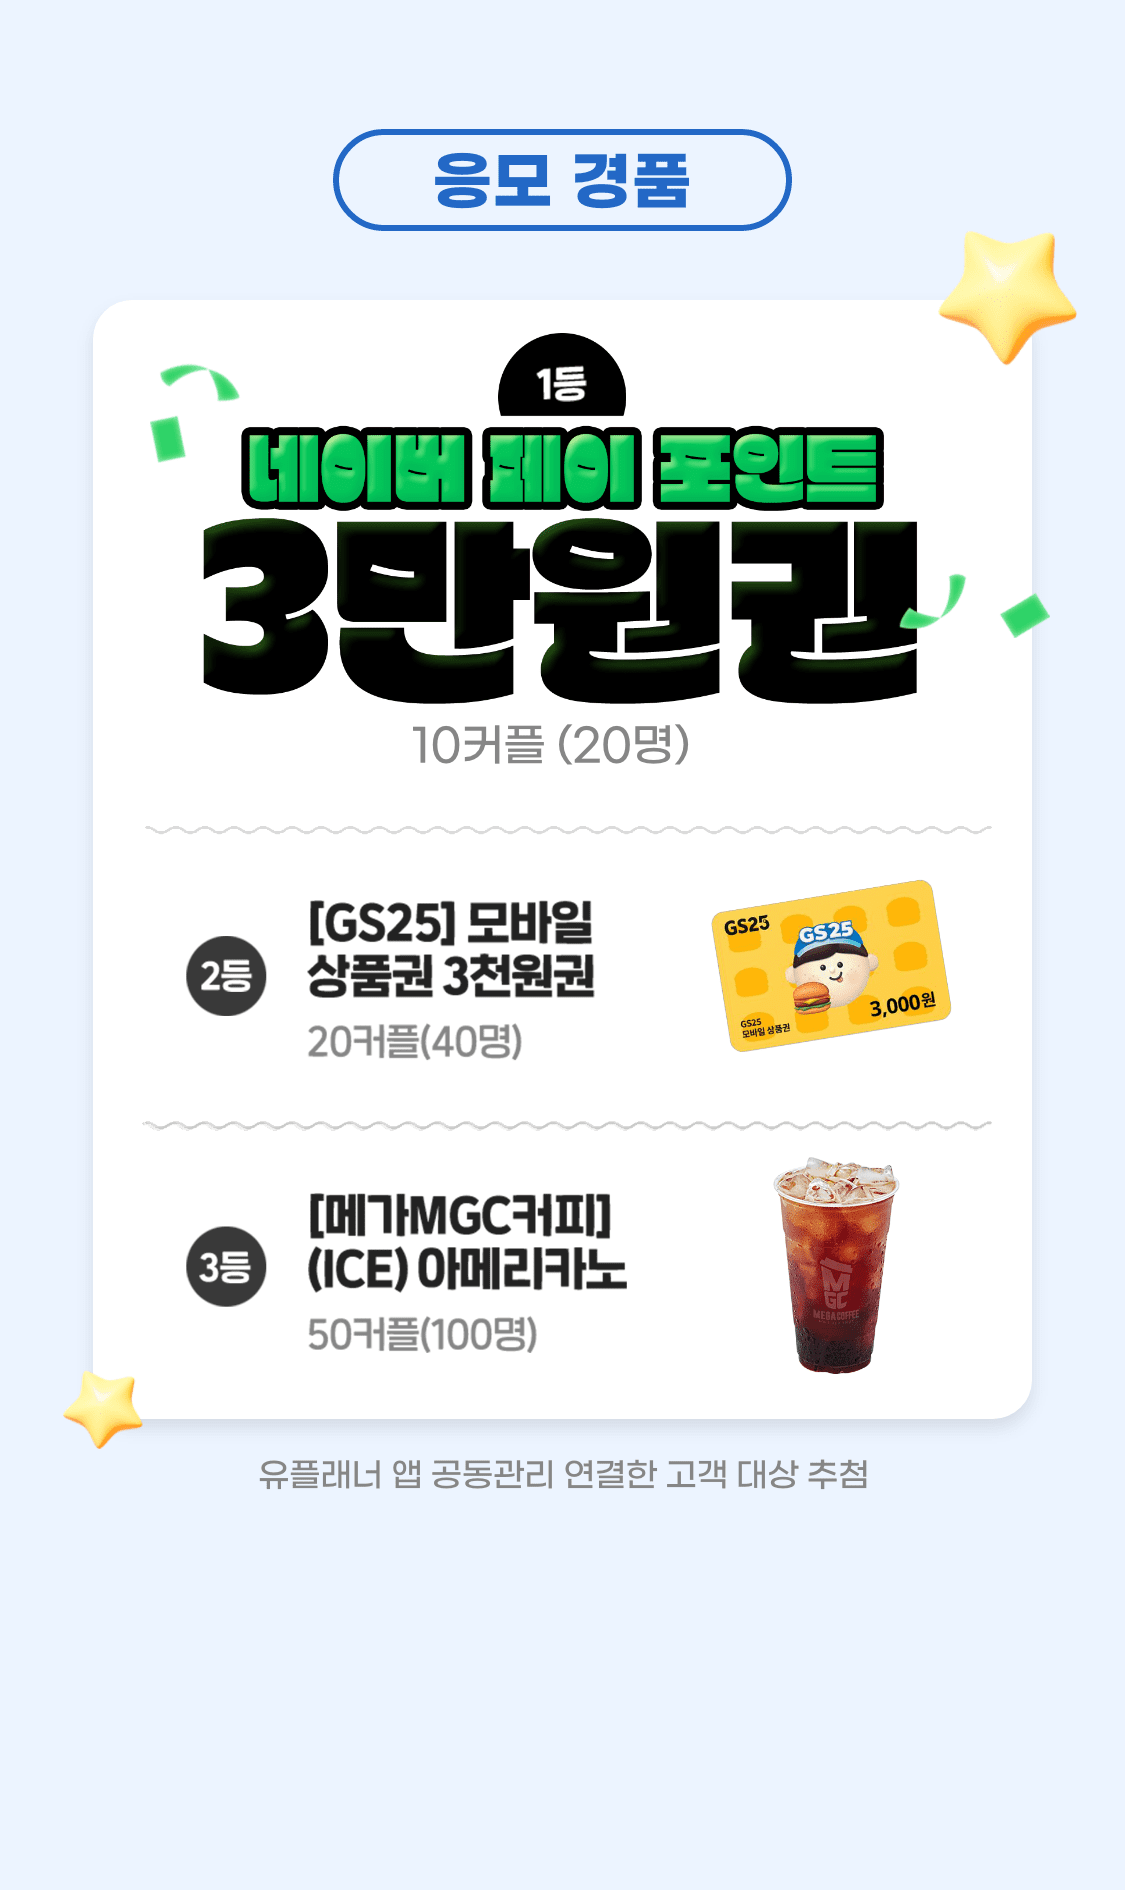 응모 경품
1등
네이버 페이 포인트
3만원권
10커플 (20명)
2등
[GS25] 모바일
상품권 3천원권
20커플(40명)
GS25
GS25
3,000원
GS25
모바일 상품권
3등
[메가MGC커피]
(ICE) 아메리카노
50커플(100명)
M
GC
MEGA COFFEE
유플래너 앱 공동관리 연결한 고객 대상 추첨